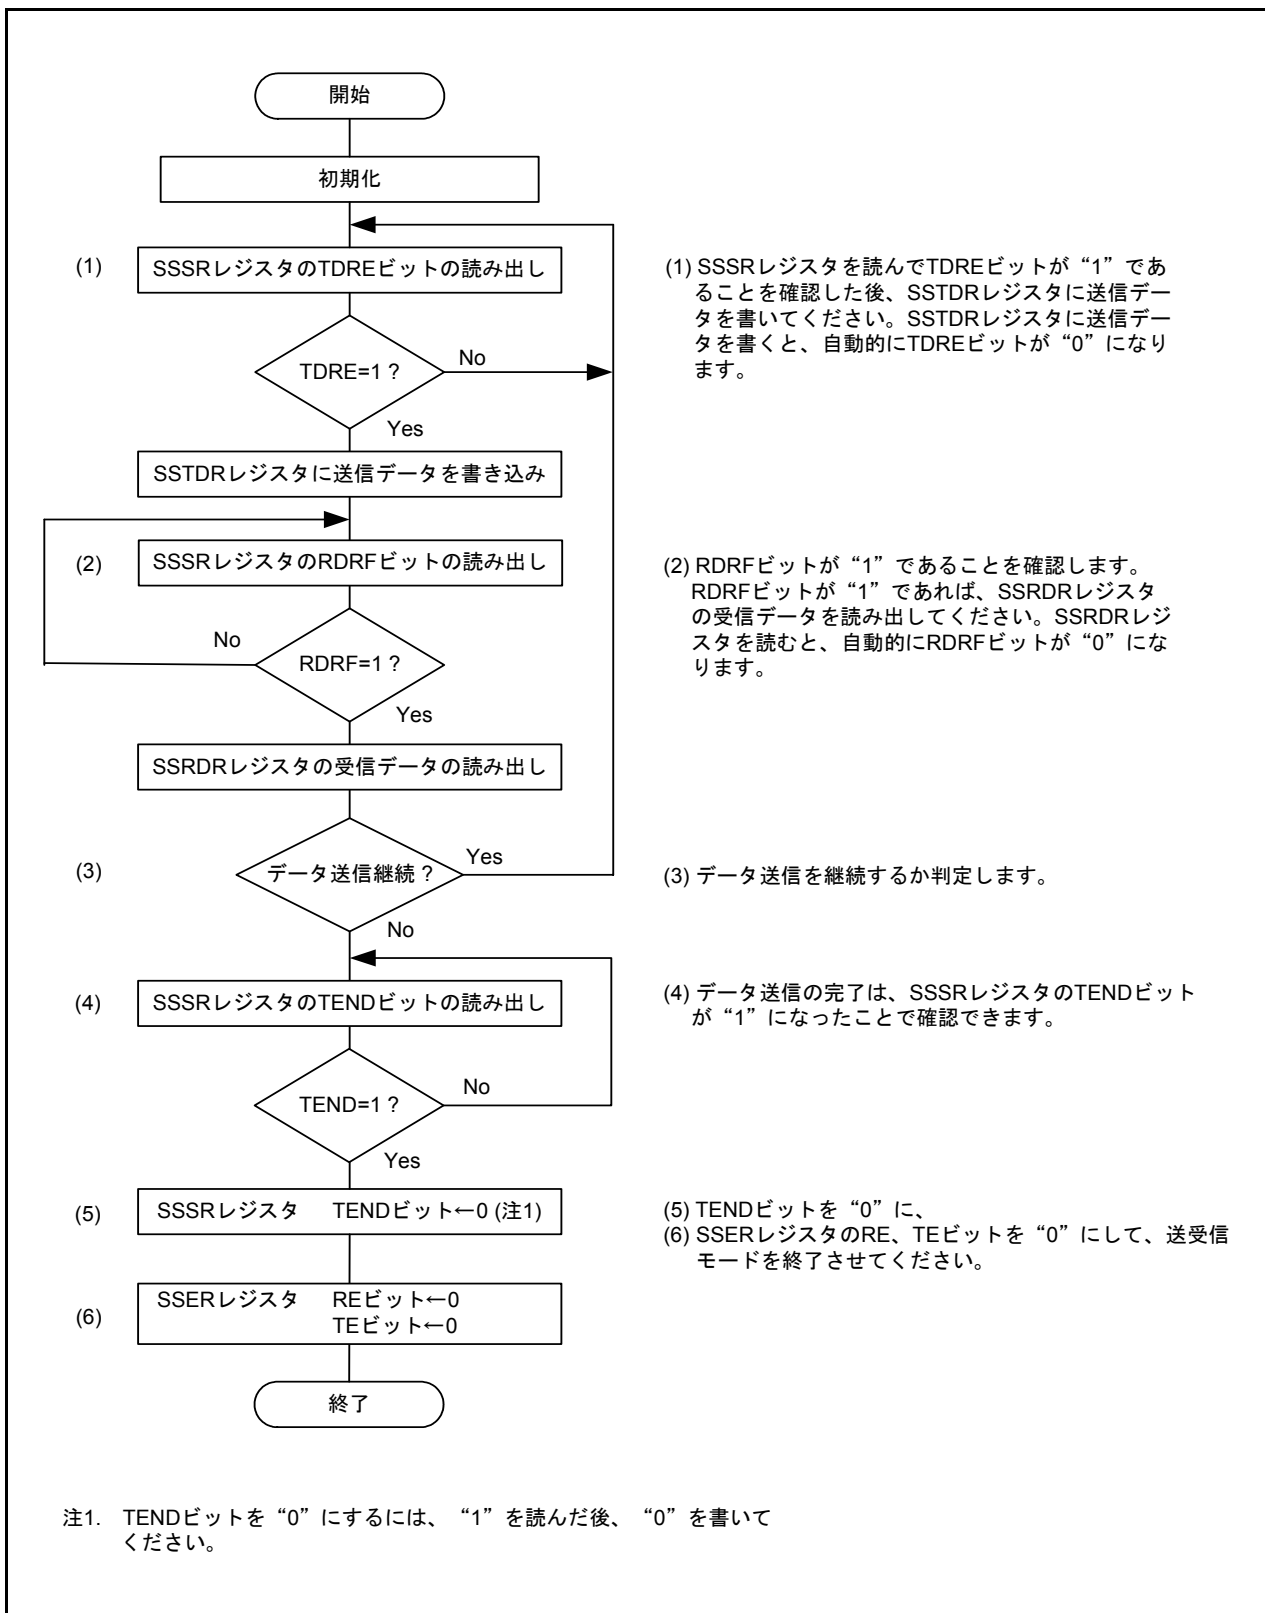 開始
初期化
(1)
SSSRレジスタのTDREビットの読み出し
TDRE=1 ?
No
Yes
SSTDRレジスタに送信データを書き込み
(2)
SSSRレジスタのRDRFビットの読み出し
No
RDRF=1 ?
Yes
SSRDRレジスタの受信データの読み出し
(3)
データ送信継続 ?
Yes
No
(4)
SSSRレジスタのTENDビットの読み出し
TEND=1 ?
No
Yes
(5)
SSSRレジスタ TENDビット←0 (注1)
(6)
SSERレジスタ REビット←0
TEビット←0
終了
(1) SSSRレジスタを読んでTDREビットが“1”であ
ることを確認した後、SSTDRレジスタに送信デー
タを書いてください。SSTDRレジスタに送信デー
タを書くと、自動的にTDREビットが“0”になり
ます。
(2) RDRFビットが“1”であることを確認します。
RDRFビットが“1”であれば、SSRDRレジスタ
の受信データを読み出してください。SSRDRレジ
スタを読むと、自動的にRDRFビットが“0”にな
ります。
(3) データ送信を継続するか判定します。
(4) データ送信の完了は、SSSRレジスタのTENDビット
が“1”になったことで確認できます。
(5) TENDビットを“0”に、
(6) SSERレジスタのRE、TEビットを“0”にして、送受信
モードを終了させてください。
注1. TENDビットを“0”にするには、“1”を読んだ後、“0”を書いて
ください。